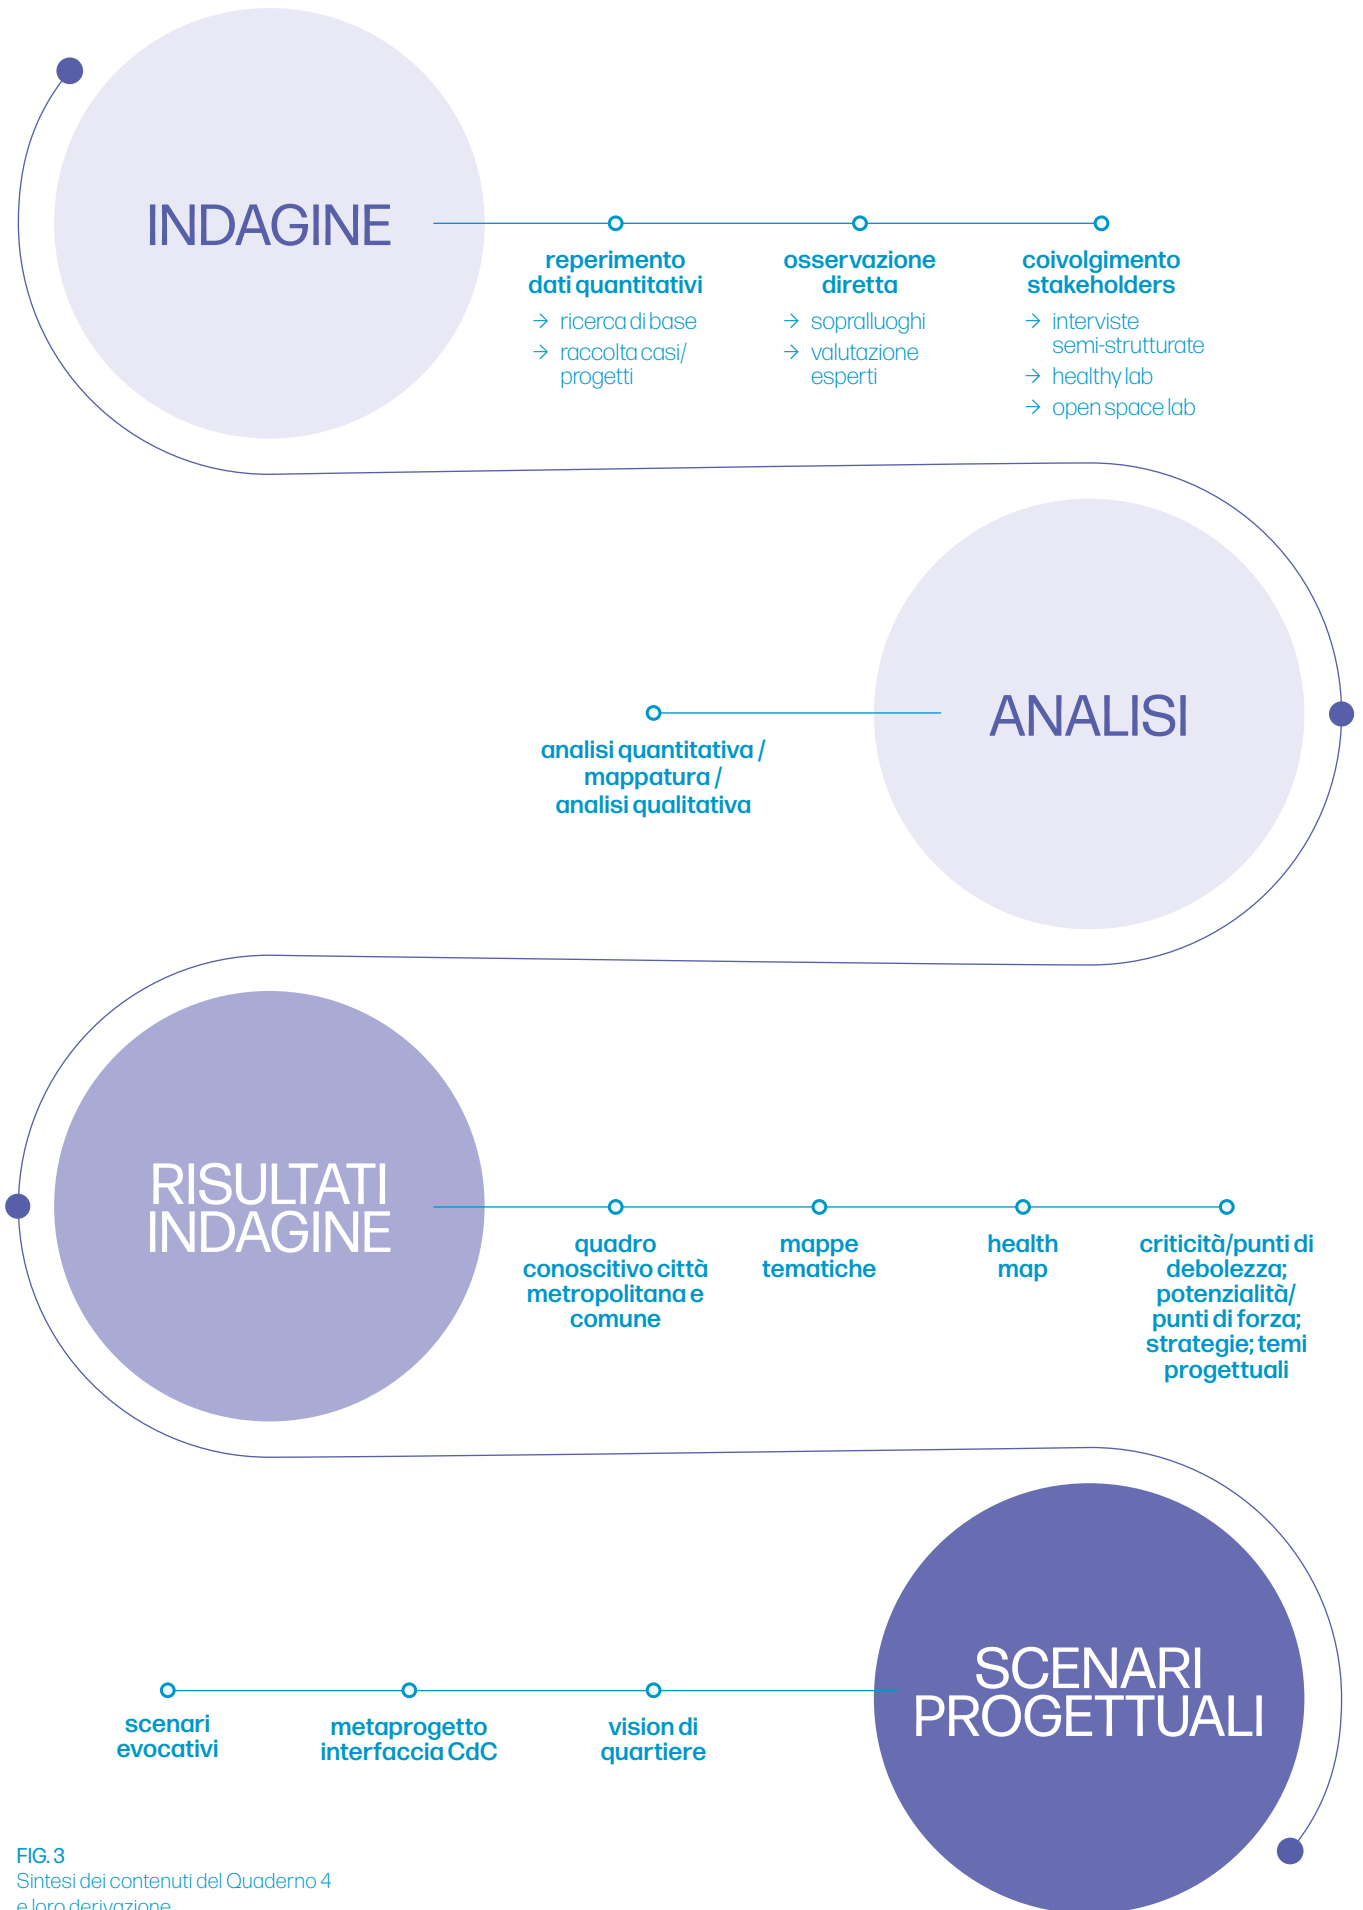 INDAGINE
reperimento
dati quantitativi
→ ricerca di base
→ raccolta casi/
progetti
osservazione
diretta
→ sopralluoghi
→ valutazione
esperti
coivolgimento
stakeholders
→ interviste
semi-strutturate
→ healthy lab
→ open space lab
ANALISI
analisi quantitativa /
mappatura /
analisi qualitativa
RISULTATI
INDAGINE
quadro
conoscitivo città
metropolitana e
comune
mappe
tematiche
health
map
criticità/punti di
debolezza;
potenzialità/
punti di forza;
strategie; temi
progettuali
SCENARI
PROGETTUALI
scenari
evocativi
metaprogetto
interfaccia CdC
vision di
quartiere
FIG. 3
Sintesi dei contenuti del Quaderno 4
e loro derivazione